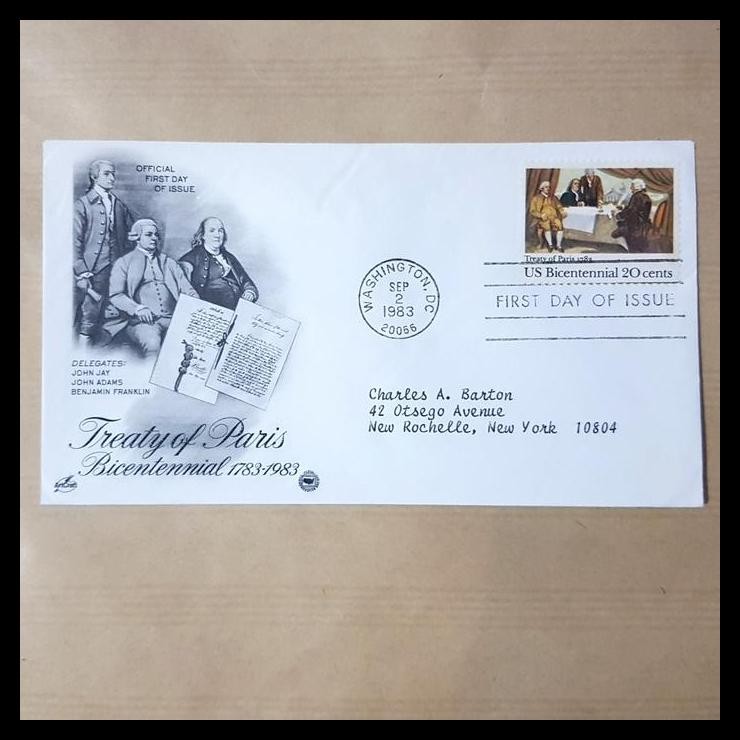 OFFICIAL
FIRST DAY
OF ISSUE
DELEGATES:
JOHN JAY
JOHN ADAMS
BENJAMIN FRANKLIN
Treaty of Paris
Bicentennial 1783-1983
ArtCraft
WASHINGTON, DC
SEP
2
1983
20066
Treaty of Paris 1783
US Bicentennial 20 cents
FIRST DAY OF ISSUE
Charles A. Barton
42 Otsego Avenue
New Rochelle, New York 10804